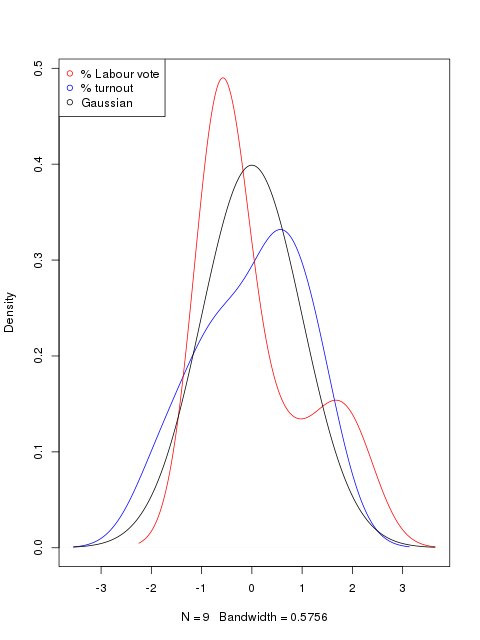 % Labour vote
% turnout
Gaussian
0.5
0.4
0.3
0.2
0.1
0.0
Density
-3 -2 -1 0 1 2 3
N = 9 Bandwidth = 0.5756